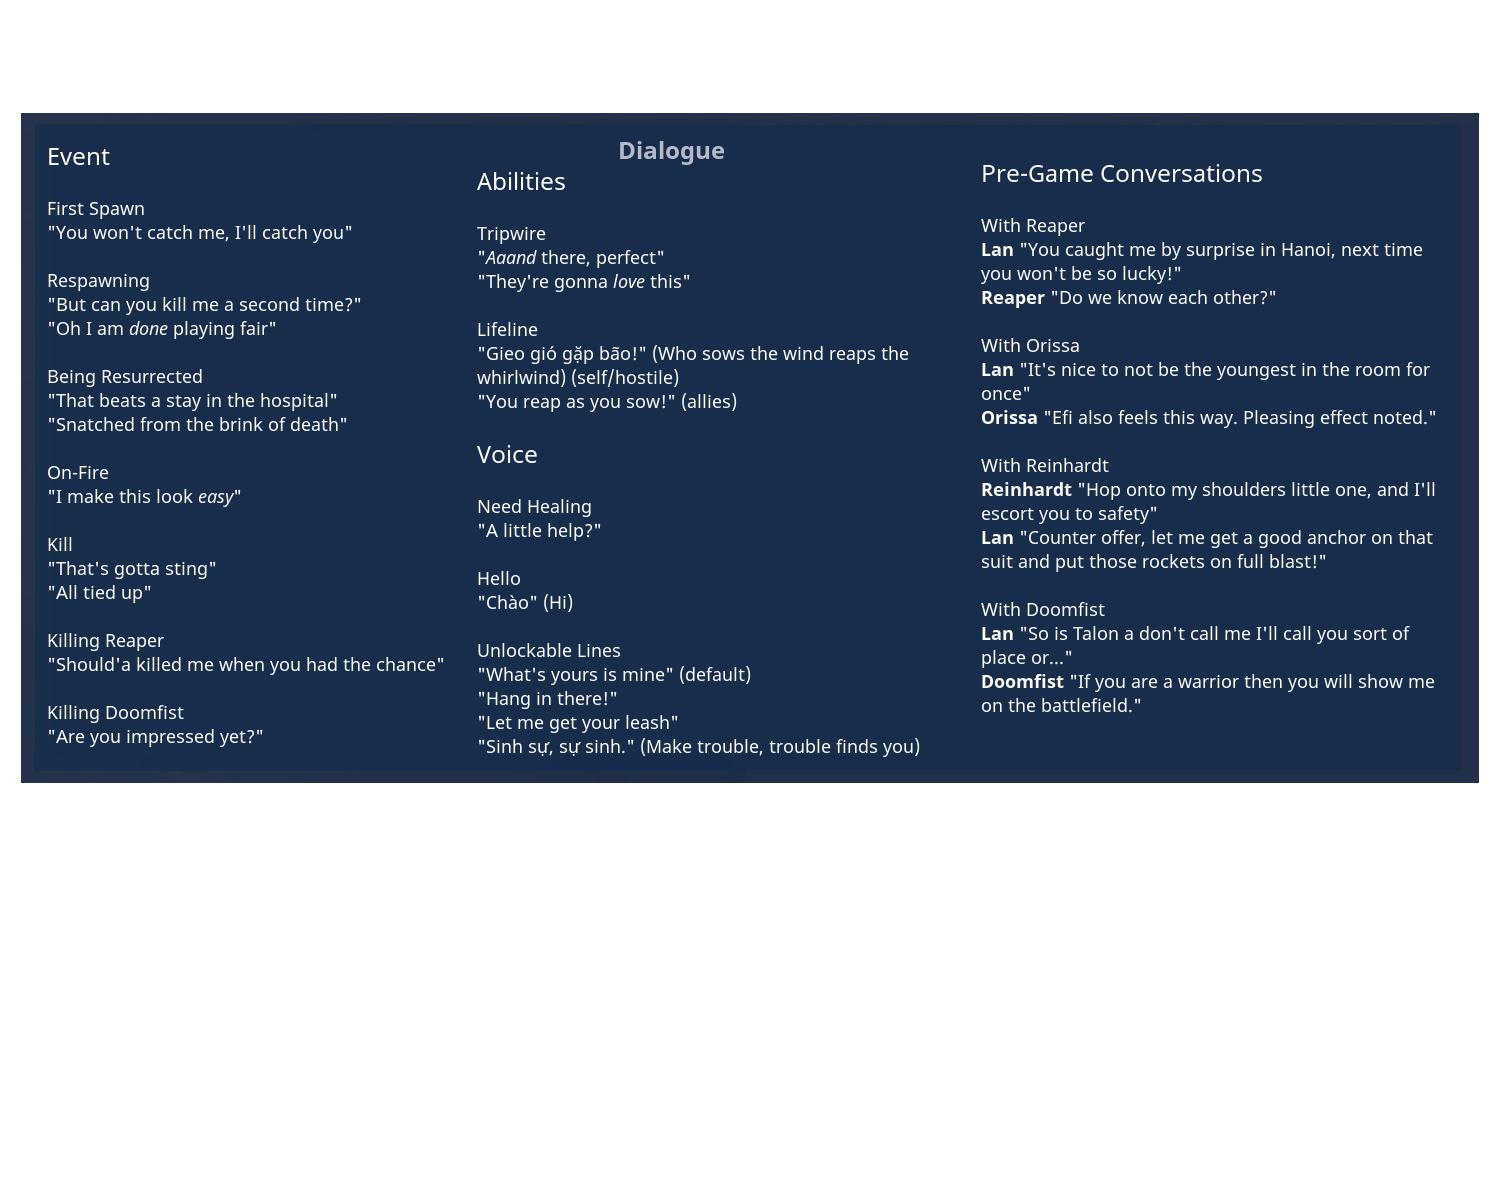 Dialogue
Event
First Spawn
"You won't catch me, I'll catch you"
Respawning
"But can you kill me a second time?"
"Oh I am done playing fair"
Being Resurrected
"That beats a stay in the hospital"
"Snatched from the brink of death"
On-Fire
"I make this look easy"
Kill
"That's gotta sting"
"All tied up"
Killing Reaper
"Should'a killed me when you had the chance"
Killing Doomfist
"Are you impressed yet?"
Abilities
Tripwire
"Aaand there, perfect"
"They're gonna love this"
Lifeline
"Gieo gió gặp bão!" (Who sows the wind reaps the
whirlwind) (self/hostile)
"You reap as you sow!" (allies)
Voice
Need Healing
"A little help?"
Hello
"Chào" (Hi)
Unlockable Lines
"What's yours is mine" (default)
"Hang in there!"
"Let me get your leash"
"Sinh sự, sự sinh." (Make trouble, trouble finds you)
Pre-Game Conversations
With Reaper
Lan "You caught me by surprise in Hanoi, next time
you won't be so lucky!"
Reaper "Do we know each other?"
With Orissa
Lan "It's nice to not be the youngest in the room for
once"
Orissa "Efi also feels this way. Pleasing effect noted."
With Reinhardt
Reinhardt "Hop onto my shoulders little one, and I'll
escort you to safety"
Lan "Counter offer, let me get a good anchor on that
suit and put those rockets on full blast!"
With Doomfist
Lan "So is Talon a don't call me I'll call you sort of
place or..."
Doomfist "If you are a warrior then you will show me
on the battlefield."